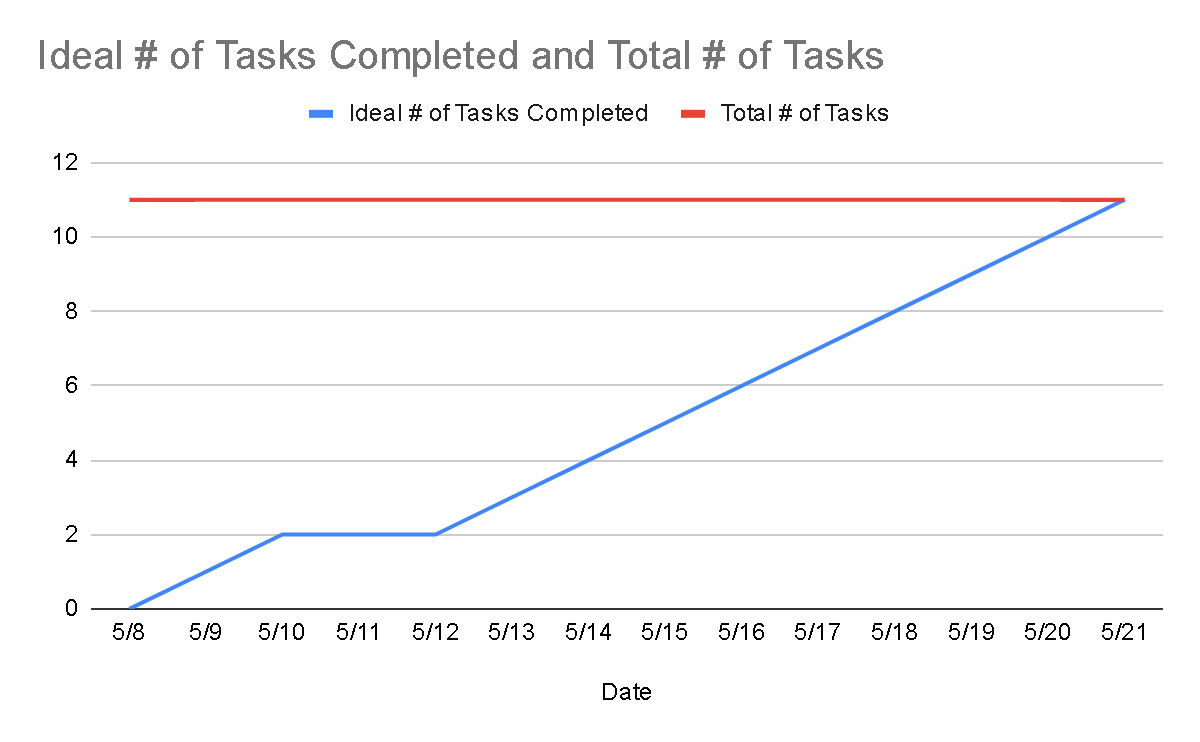 Ideal # of Tasks Completed and Total # of Tasks
Ideal # of Tasks Completed Total # of Tasks
12
10
8
6
4
2
0
5/8 5/9 5/10 5/11 5/12 5/13 5/14 5/15 5/16 5/17 5/18 5/19 5/20 5/21
Date